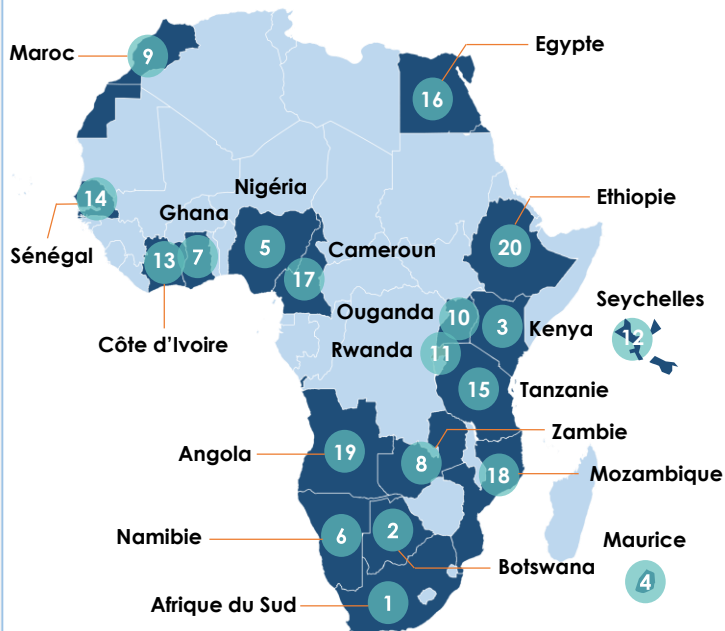 Maroc
9
Egypte
16
14
Sénégal
Nigéria
Ghana
5
Ethiopie
20
13
7
Cameroun
17
Côte d'Ivoire
Ouganda
10
3
Kenya
Seychelles
12
Rwanda
11
15
Tanzanie
Angola
19
Zambie
8
18
Mozambique
Namibie
6
2
Botswana
Maurice
4
Afrique du Sud
1